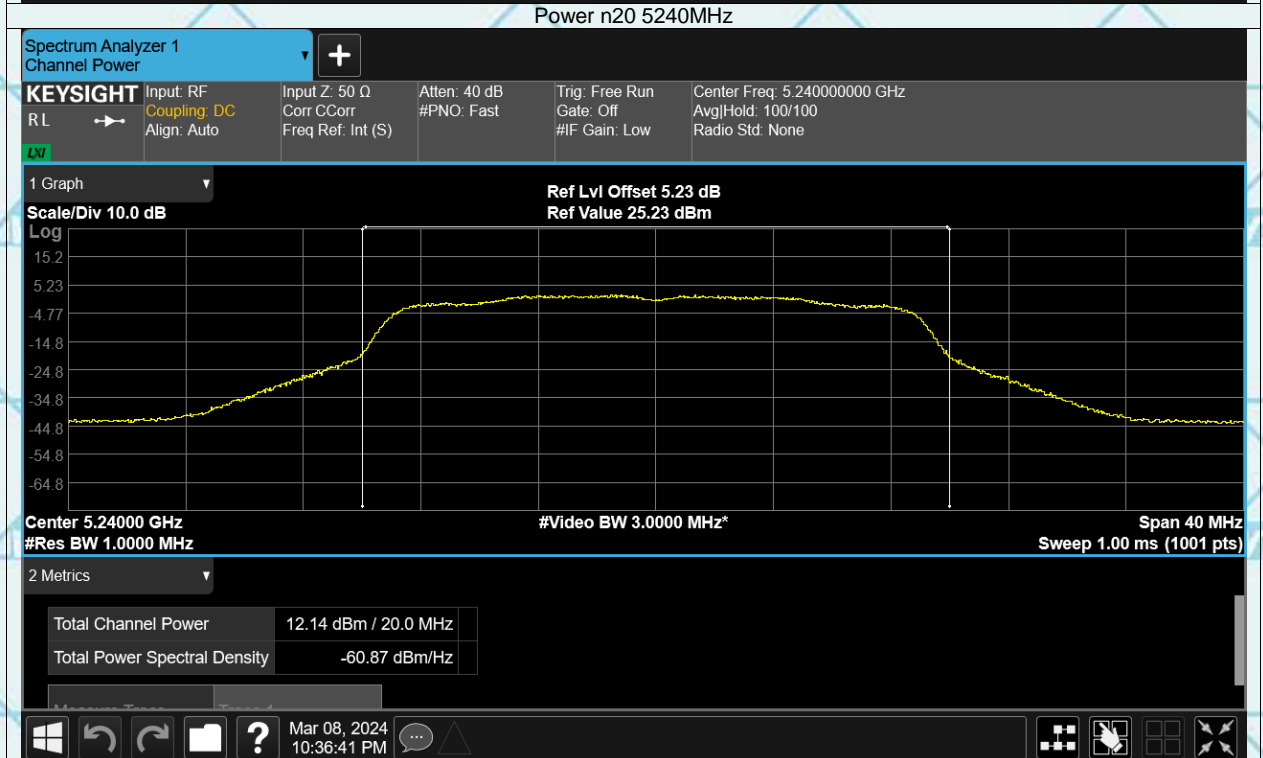 Power n20 5240MHz
Spectrum Analyzer 1
Channel Power
KEYSIGHT
R L
LXI
Input: RF
Coupling: DC
Align: Auto
Input Z: 50 Ω
Corr CCorr
Freq Ref: Int (S)
Atten: 40 dB
#PNO: Fast
Trig: Free Run
Gate: Off
#IF Gain: Low
Center Freq: 5.240000000 GHz
Avg|Hold: 100/100
Radio Std: None
1 Graph
Scale/Div 10.0 dB
Ref Lvl Offset 5.23 dB
Ref Value 25.23 dBm
Log
15.2
5.23
-4.77
-14.8
-24.8
-34.8
-44.8
-54.8
-64.8
Center 5.24000 GHz
#Res BW 1.0000 MHz
#Video BW 3.0000 MHz*
Span 40 MHz
Sweep 1.00 ms (1001 pts)
2 Metrics
Total Channel Power 12.14 dBm / 20.0 MHz
Total Power Spectral Density -60.87 dBm/Hz
Mar 08, 2024
10:36:41 PM